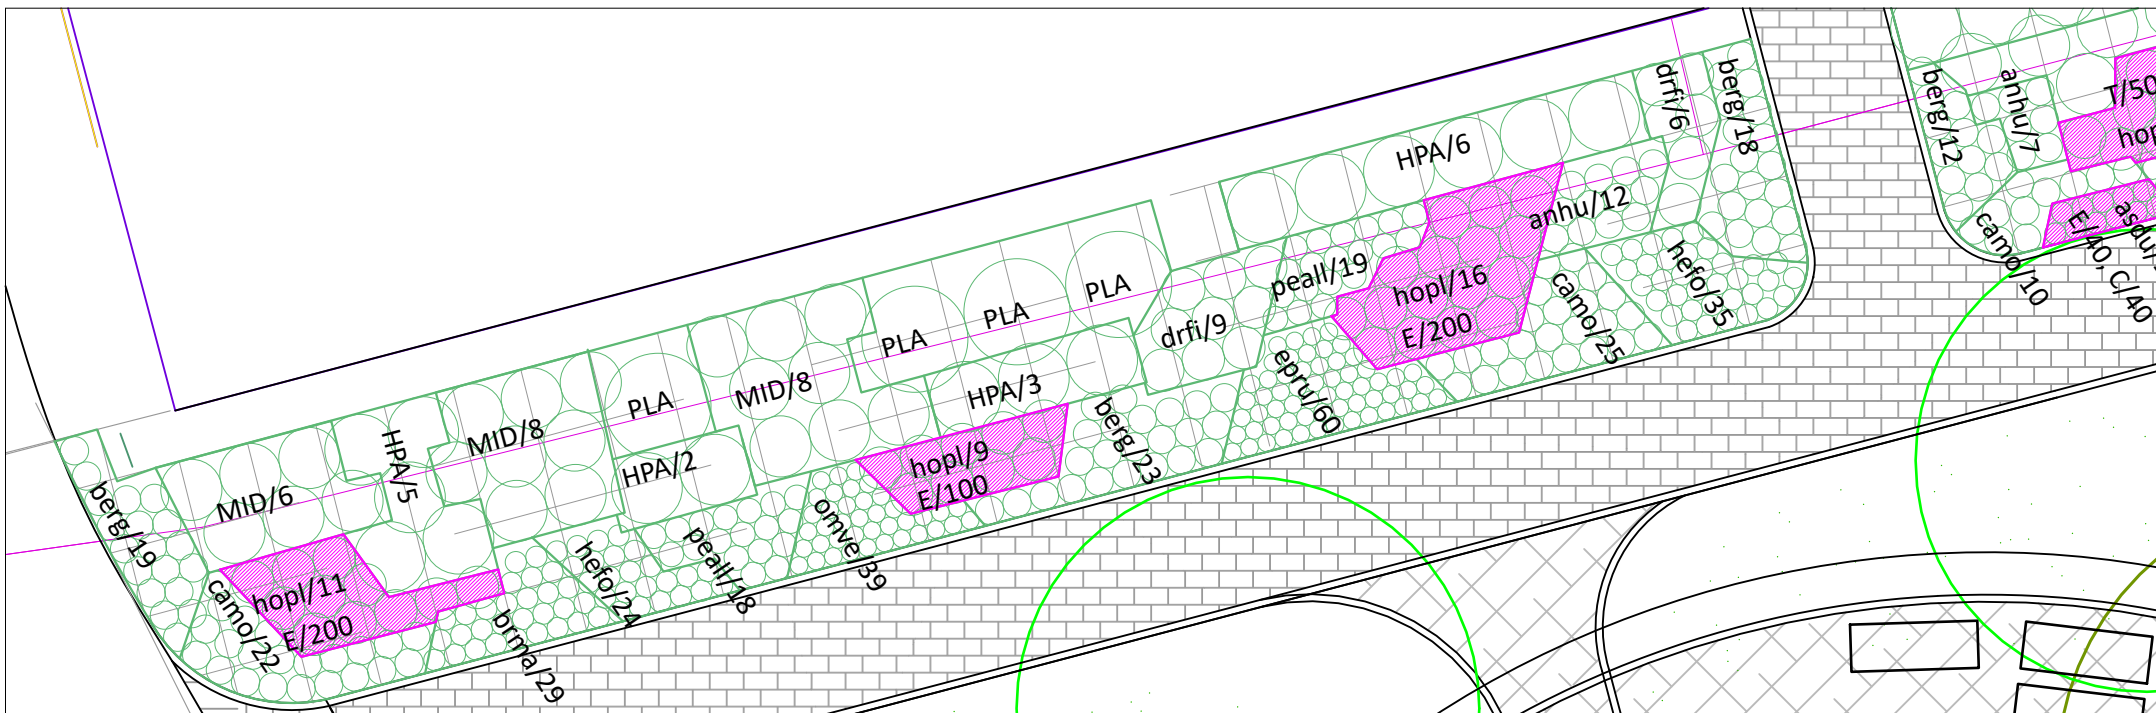 berg/19
camo/22
MID/6
hopl/11
E/200
HPA/5
MID/8
brma/29
hefo/24
PLA
HPA/2
peall/18
MID/8
omve/39
PLA
PLA
PLA
HPA/3
hopl/9
E/100
berg/23
drfi/9
epru/60
peall/19
HPA/6
hopl/16
E/200
anhu/12
camo/25
hefo/35
drfi/6
berg/18
berg/12
anhu/7
T/50
hop
camo/10
E/40, C/40
asdu/